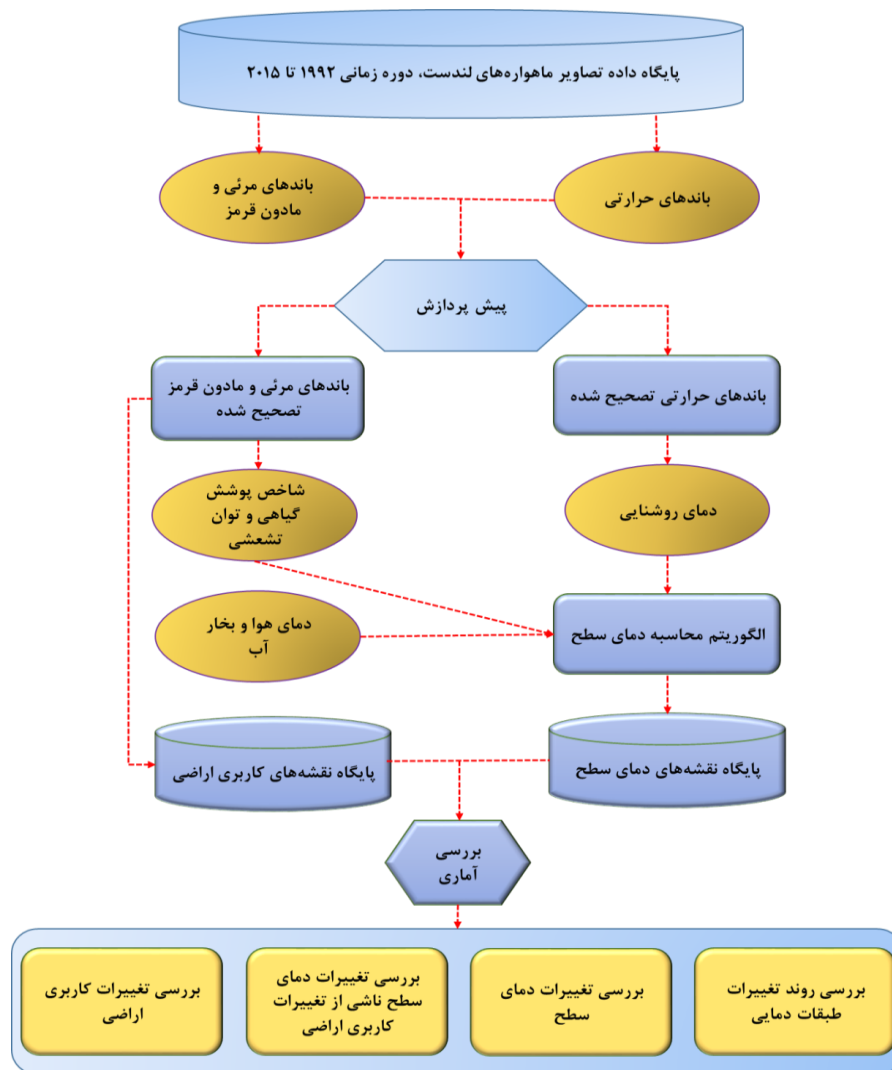 پایگاه داده تصاویر ماهواره‌های لندست، دوره زمانی ۱۹۹۲ تا ۲۰۱۵
باندهای حرارتی
باندهای مرئی و
مادون قرمز
پیش پردازش
باندهای حرارتی تصحیح شده
باندهای مرئی و مادون قرمز
تصحیح شده
دمای روشنایی
شاخص پوشش
گیاهی و توان
تشعشی
الگوریتم محاسبه دمای سطح
دمای هوا و بخار
آب
پایگاه نقشه‌های دمای سطح
پایگاه نقشه‌های کاربری اراضی
بررسی
آماری
بررسی روند تغییرات
طبقات دمایی
بررسی تغییرات دمای
سطح
بررسی تغییرات دمای
سطح ناشی از تغییرات
کاربری اراضی
بررسی تغییرات کاربری
اراضی